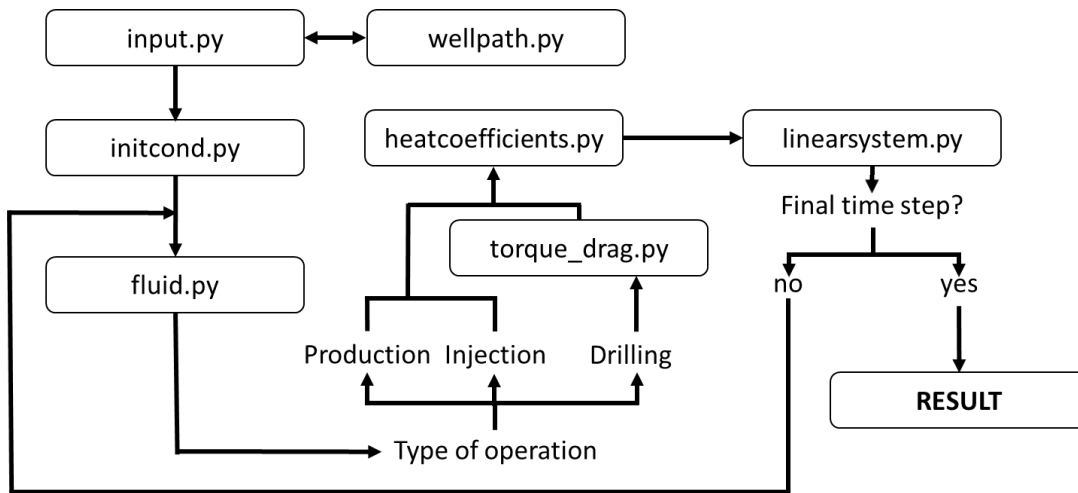 input.py
wellpath.py
initcond.py
heatcoefficients.py
linearsystem.py
Final time step?
torque_drag.py
fluid.py
no
yes
Production
Injection
Drilling
RESULT
Type of operation